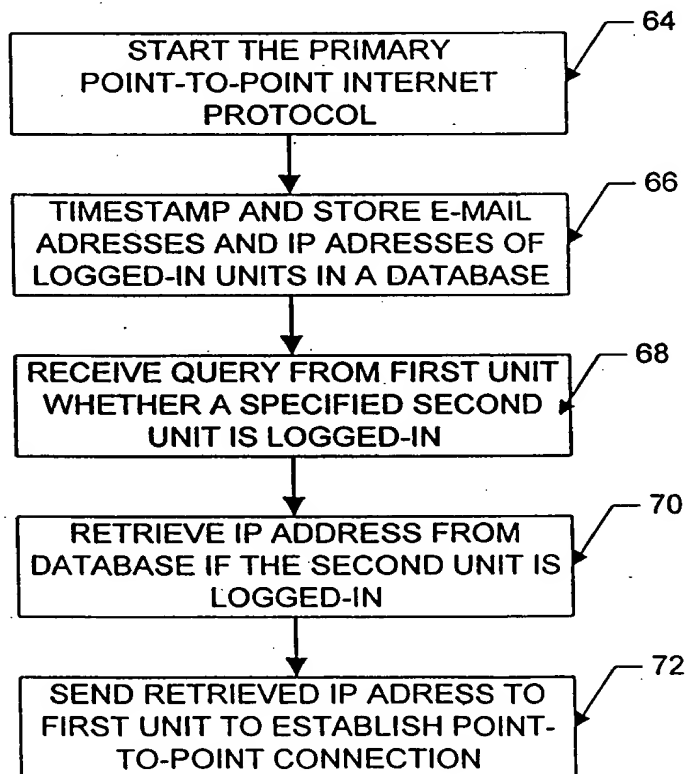 64
START THE PRIMARY
POINT-TO-POINT INTERNET
PROTOCOL
66
TIMESTAMP AND STORE E-MAIL
ADRESSES AND IP ADRESSES OF
LOGGED-IN UNITS IN A DATABASE
68
RECEIVE QUERY FROM FIRST UNIT
WHETHER A SPECIFIED SECOND
UNIT IS LOGGED-IN
70
RETRIEVE IP ADDRESS FROM
DATABASE IF THE SECOND UNIT IS
LOGGED-IN
72
SEND RETRIEVED IP ADRESS TO
FIRST UNIT TO ESTABLISH POINT-
TO-POINT CONNECTION